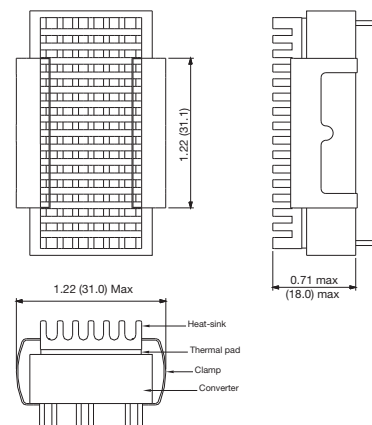 1.22 (31.1)
0.71 max
(18.0) max
1.22 (31.0) Max
Heat-sink
Thermal pad
Clamp
Converter